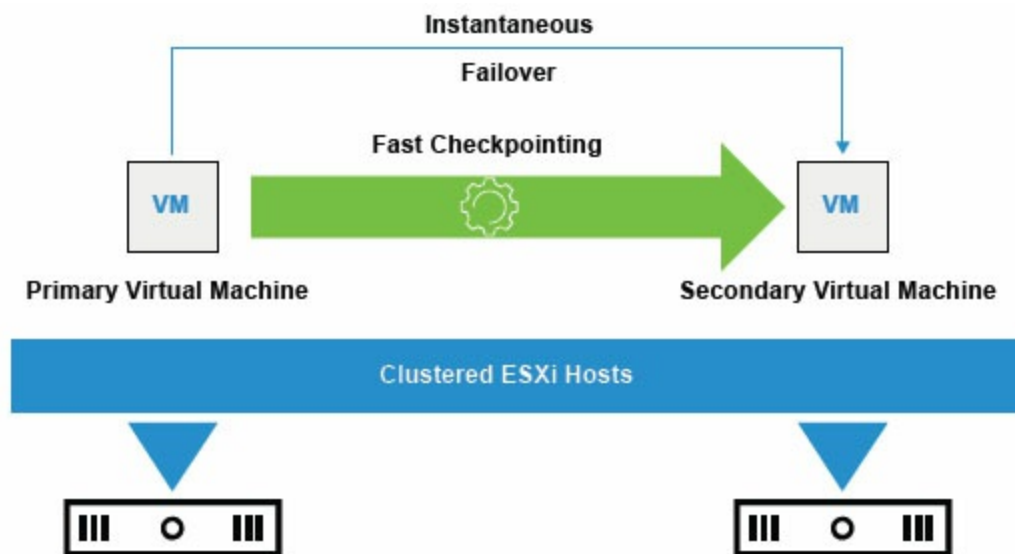 Instantaneous
Failover
Fast Checkpointing
VM
VM
Primary Virtual Machine
Secondary Virtual Machine
Clustered ESXi Hosts